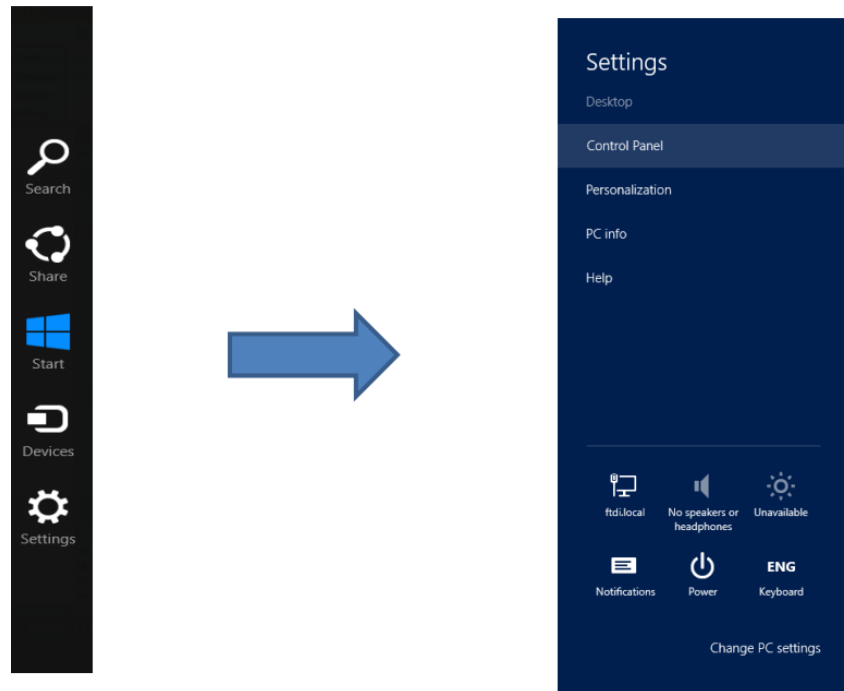 Search
Share
Start
Devices
Settings
Settings
Desktop
Control Panel
Personalization
PC info
Help
ftdi.local
No speakers or
headphones
Unavailable
Notifications
Power
ENG
Keyboard
Change PC settings